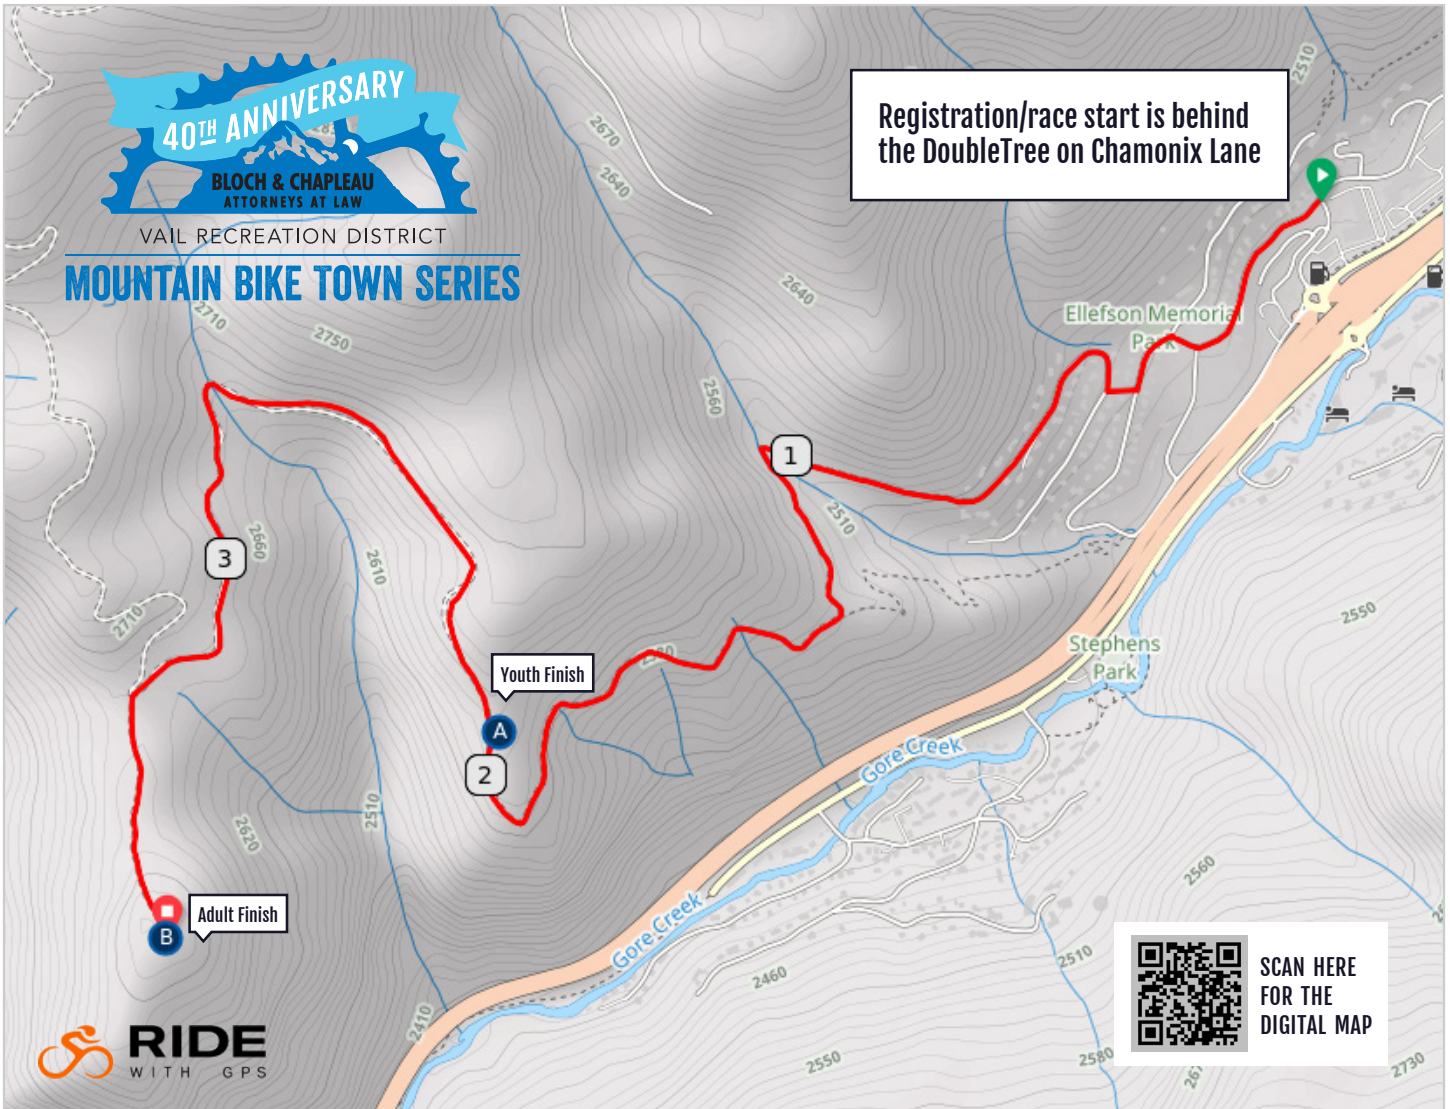 40TH ANNIVERSARY
BLOCH & CHAPLEAU
ATTORNEYS AT LAW
VAIL RECREATION DISTRICT
MOUNTAIN BIKE TOWN SERIES
Registration/race start is behind
the DoubleTree on Chamonix Lane
2510
2670
2640
2640
2710
2750
Ellefson Memorial
Park
2560
1
2510
3
2660
2610
2710
2550
Stephens
Park
Youth Finish
A
2
Gore Creek
2510
2620
2560
Adult Finish
B
Gore Creek
2460
2510
2410
2550
2580
2730
SCAN HERE
FOR THE
DIGITAL MAP
RIDE
WITH GPS